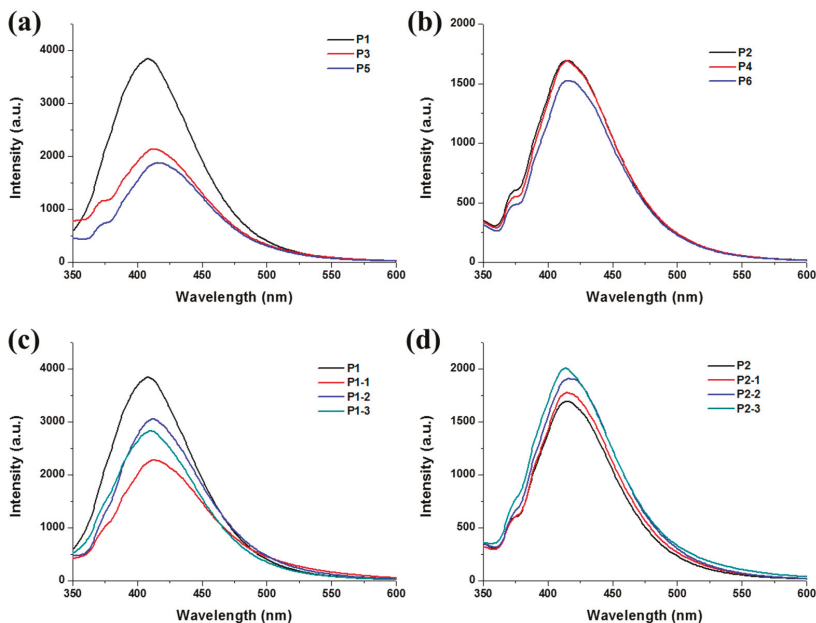 (a)
P1
P3
P5
Intensity (a.u.)
4000
3000
2000
1000
0
350 400 450 500 550 600
Wavelength (nm)
(b)
P2
P4
P6
Intensity (a.u.)
2000
1500
1000
500
0
350 400 450 500 550 600
Wavelength (nm)
(c)
P1
P1-1
P1-2
P1-3
Intensity (a.u.)
4000
3000
2000
1000
0
350 400 450 500 550 600
Wavelength (nm)
(d)
P2
P2-1
P2-2
P2-3
Intensity (a.u.)
2000
1500
1000
500
0
350 400 450 500 550 600
Wavelength (nm)